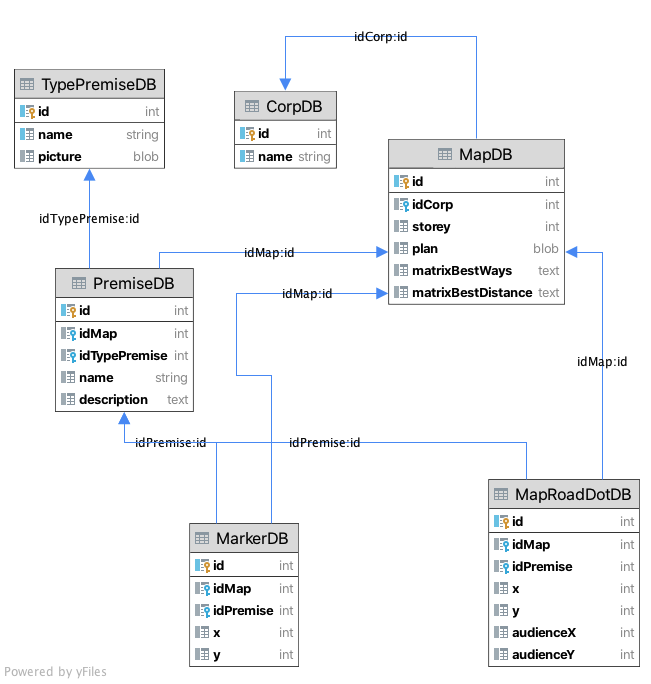 idCorp:id
TypePremiseDB
id int
name string
picture blob
CorpDB
id int
name string
MapDB
id int
idCorp int
storey int
plan blob
matrixBestWays text
matrixBestDistance text
idTypePremise:id
idMap:id
idMap:id
PremiseDB
id int
idMap int
idTypePremise int
name string
description text
idMap:id
idPremise:id
idPremise:id
MarkerDB
id int
idMap int
idPremise int
x int
y int
MapRoadDotDB
id int
idMap int
idPremise int
x int
y int
audienceX int
audienceY int
Powered by yFiles